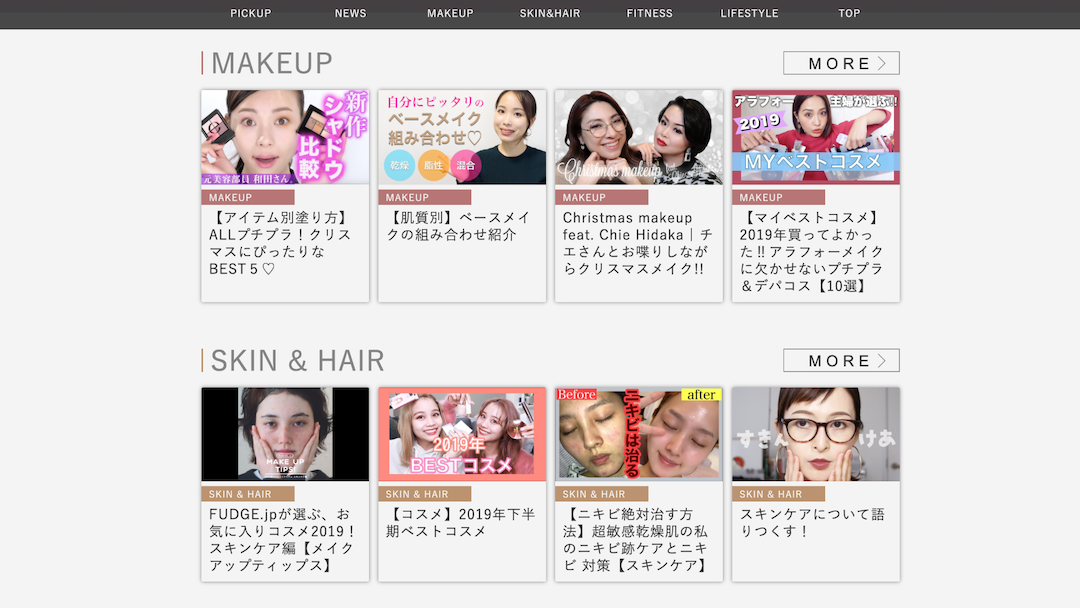 PICKUP NEWS MAKEUP SKIN&HAIR FITNESS LIFESTYLE TOP
MAKEUP
MORE
新作
シャドウ
比較
元美容部員 和田さん
MAKEUP
【アイテム別塗り方】
ALLプチプラ！クリス
マスにぴったりな
BEST５♡
自分にピッタリの
ベースメイク
組み合わせ♡
乾燥 脂性 混合
MAKEUP
【肌質別】ベースメイ
クの組み合わせ紹介
Christmas makeup
MAKEUP
Christmas makeup
feat. Chie Hidaka｜チ
エさんとお喋りしなが
らクリスマスメイク!!
アラフォー主婦が選ぶ!!
2019
MYベストコスメ
MAKEUP
【マイベストコスメ】
2019年買ってよかっ
た‼アラフォーメイク
に欠かせないプチプラ
＆デパコス【10選】
SKIN & HAIR
MORE
MAKE UP
TIPS
SKIN & HAIR
FUDGE.jpが選ぶ、お
気に入りコスメ2019！
スキンケア編【メイク
アップティップス】
2019年
BESTコスメ
SKIN & HAIR
【コスメ】2019年下半
期ベストコスメ
Before
after
ニキビは治る
SKIN & HAIR
【ニキビ絶対治す方
法】超敏感乾燥肌の私
のニキビ跡ケアとニキ
ビ 対策【スキンケア】
すきん けあ
SKIN & HAIR
スキンケアについて語
りつくす！